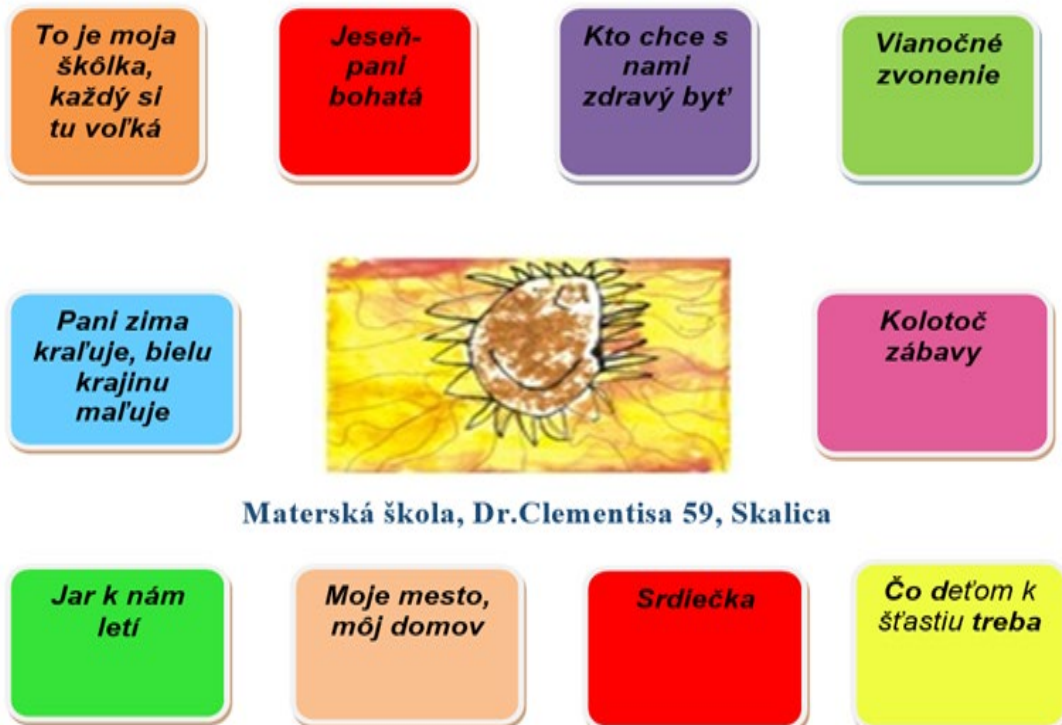 To je moja
škôlka,
každý si
tu voľká
Jeseň-
pani
bohatá
Kto chce s
nami
zdravý byť
Vianočné
zvonenie
Pani zima
kraľuje, bielu
krajinu
maľuje
Kolotoč
zábavy
Materská škola, Dr.Clementisa 59, Skalica
Jar k nám
letí
Moje mesto,
môj domov
Srdiečka
Čo deťom k
šťastiu treba